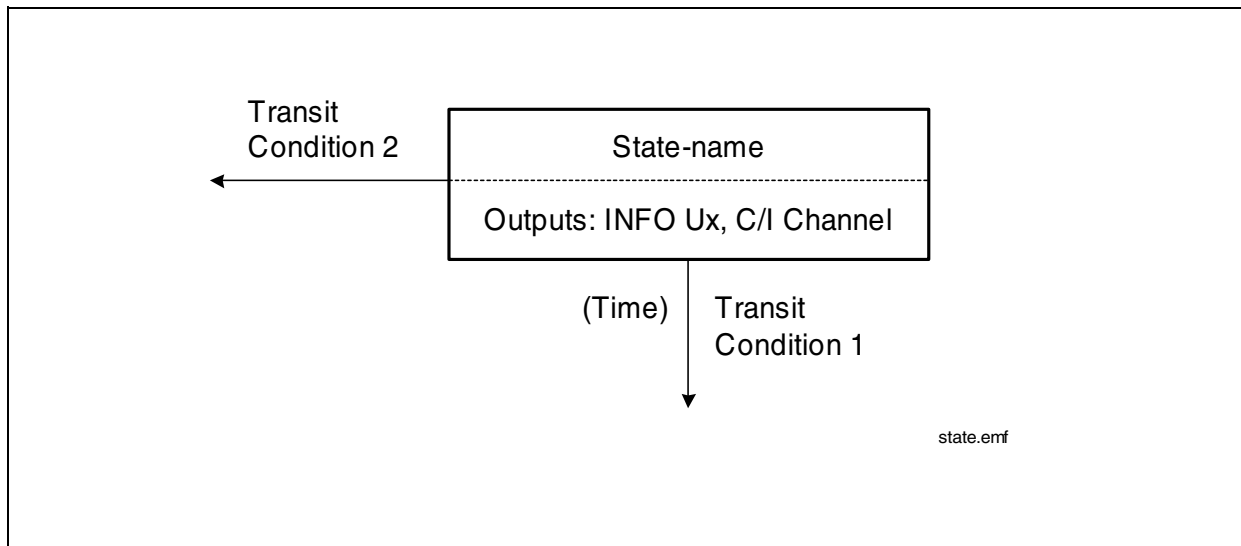 Transit
Condition 2
State-name
Outputs: INFO Ux, C/I Channel
(Time)
Transit
Condition 1
state.emf